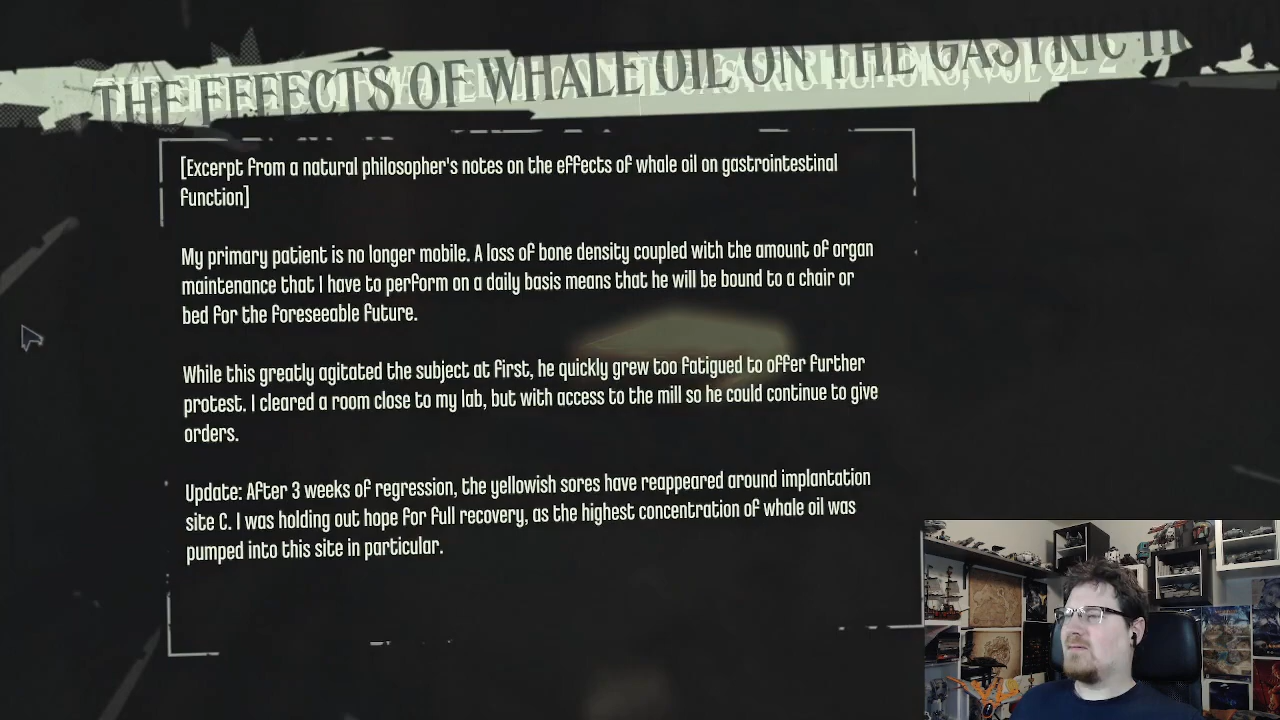 THE EFFECTS OF WHALE OIL ON THE GASTRIC
[Excerpt from a natural philosopher's notes on the effects of whale oil on gastrointestinal
function]
My primary patient is no longer mobile. A loss of bone density coupled with the amount of organ
maintenance that I have to perform on a daily basis means that he will be bound to a chair or
bed for the foreseeable future.
While this greatly agitated the subject at first, he quickly grew too fatigued to offer further
protest. I cleared a room close to my lab, but with access to the mill so he could continue to give
orders.
Update: After 3 weeks of regression, the yellowish sores have reappeared around implantation
site C. I was holding out hope for full recovery, as the highest concentration of whale oil was
pumped into this site in particular.